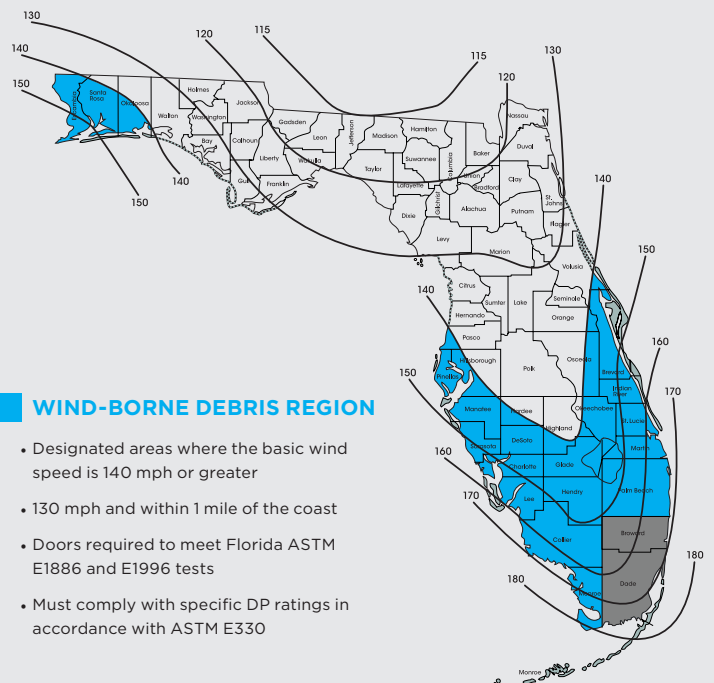 130
115
120
130
140
115
120
150
Holmes
Santa
Rosa
Jackson
Okaloosa
Escambia
Walton
Washington
Gadsden
Nassau
Hamilton
Jefferson
Madison
Leon
Duval
Bay
Calhoun
Baker
Suwannee
Columbia
Liberty
Wakulla
Taylor
Union
Clay
140
Gulf
Franklin
Lafayette
Bradford
140
150
Gilchrist
St.
Johns
Alachua
Putnam
Dixie
Flagler
Levy
Marion
150
Volusia
Citrus
140
Sumter
Lake
Seminole
Hernando
Orange
Pasco
160
Hillsborough
Osceola
150
Polk
Brevard
Pinellas
Indian
River
170
WIND-BORNE DEBRIS REGION
Manatee
Hardee
Okeechobee
St. Lucie
Highland
• Designated areas where the basic wind
speed is 140 mph or greater
Sarasota
DeSoto
Martin
160
Charlotte
Glade
170
Lee
Hendry
Palm Beach
• 130 mph and within 1 mile of the coast
• Doors required to meet Florida ASTM
E1886 and E1996 tests
Broward
Collier
180
180
Dade
Monroe
• Must comply with specific DP ratings in
accordance with ASTM E330
Monroe